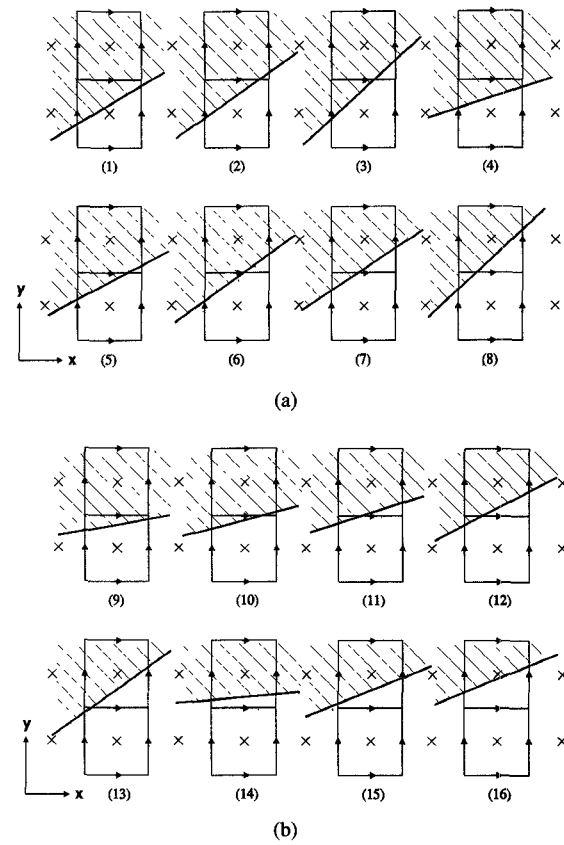 (1) (2) (3) (4)
y
x
(5) (6) (7) (8)
(a)
(9) (10) (11) (12)
y
x
(13) (14) (15) (16)
(b)